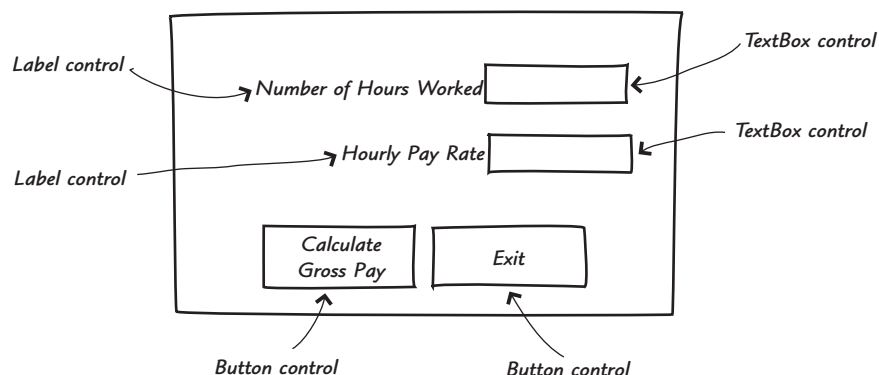 TextBox control
Label control
Number of Hours Worked
TextBox control
Hourly Pay Rate
Label control
Calculate
Gross Pay
Exit
Button control
Button control